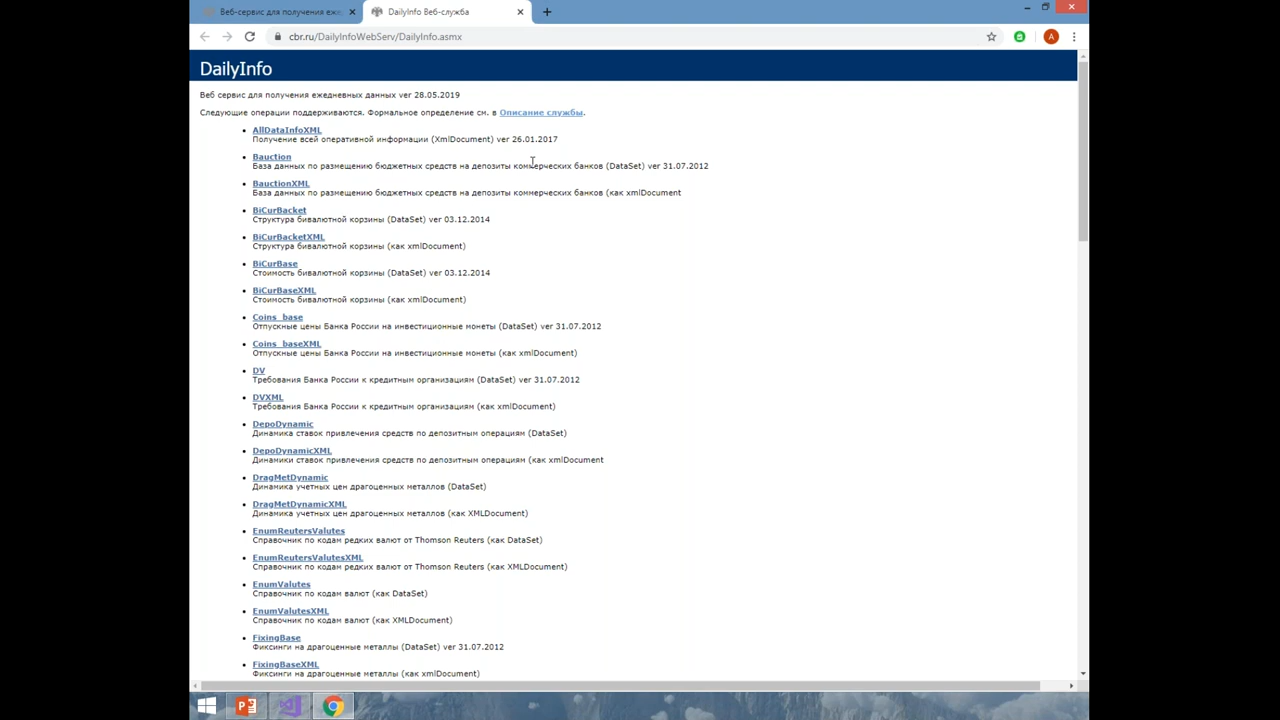 Веб-сервис для получения еже
DailyInfo Веб-служба
cbr.ru/DailyInfoWebServ/DailyInfo.asmx
A
DailyInfo
Веб сервис для получения ежедневных данных ver 28.05.2019
Следующие операции поддерживаются. Формальное определение см. в Описание службы.
AllDataInfoXML
Получение всей оперативной информации (XmlDocument) ver 26.01.2017
Bauction
База данных по размещению бюджетных средств на депозиты коммерческих банков (DataSet) ver 31.07.2012
BauctionXML
База данных по размещению бюджетных средств на депозиты коммерческих банков (как xmlDocument
BiCurBacket
Структура бивалютной корзины (DataSet) ver 03.12.2014
BiCurBacketXML
Структура бивалютной корзины (как xmlDocument)
BiCurBase
Стоимость бивалютной корзины (DataSet) ver 03.12.2014
BiCurBaseXML
Стоимость бивалютной корзины (как xmlDocument)
Coins_base
Отпускные цены Банка России на инвестиционные монеты (DataSet) ver 31.07.2012
Coins_baseXML
Отпускные цены Банка России на инвестиционные монеты (как xmlDocument)
DV
Требования Банка России к кредитным организациям (DataSet) ver 31.07.2012
DVXML
Требования Банка России к кредитным организациям (как xmlDocument)
DepoDynamic
Динамика ставок привлечения средств по депозитным операциям (DataSet)
DepoDynamicXML
Динамики ставок привлечения средств по депозитным операциям (как xmlDocument
DragMetDynamic
Динамика учетных цен драгоценных металлов (DataSet)
DragMetDynamicXML
Динамика учетных цен драгоценных металлов (как XMLDocument)
EnumReutersValutes
Справочник по кодам редких валют от Thomson Reuters (как DataSet)
EnumReutersValutesXML
Справочник по кодам редких валют от Thomson Reuters (как XMLDocument)
EnumValutes
Справочник по кодам валют (как DataSet)
EnumValutesXML
Справочник по кодам валют (как XMLDocument)
FixingBase
Фиксинги на драгоценные металлы (DataSet) ver 31.07.2012
FixingBaseXML
Фиксинги на драгоценные металлы (как xmlDocument)